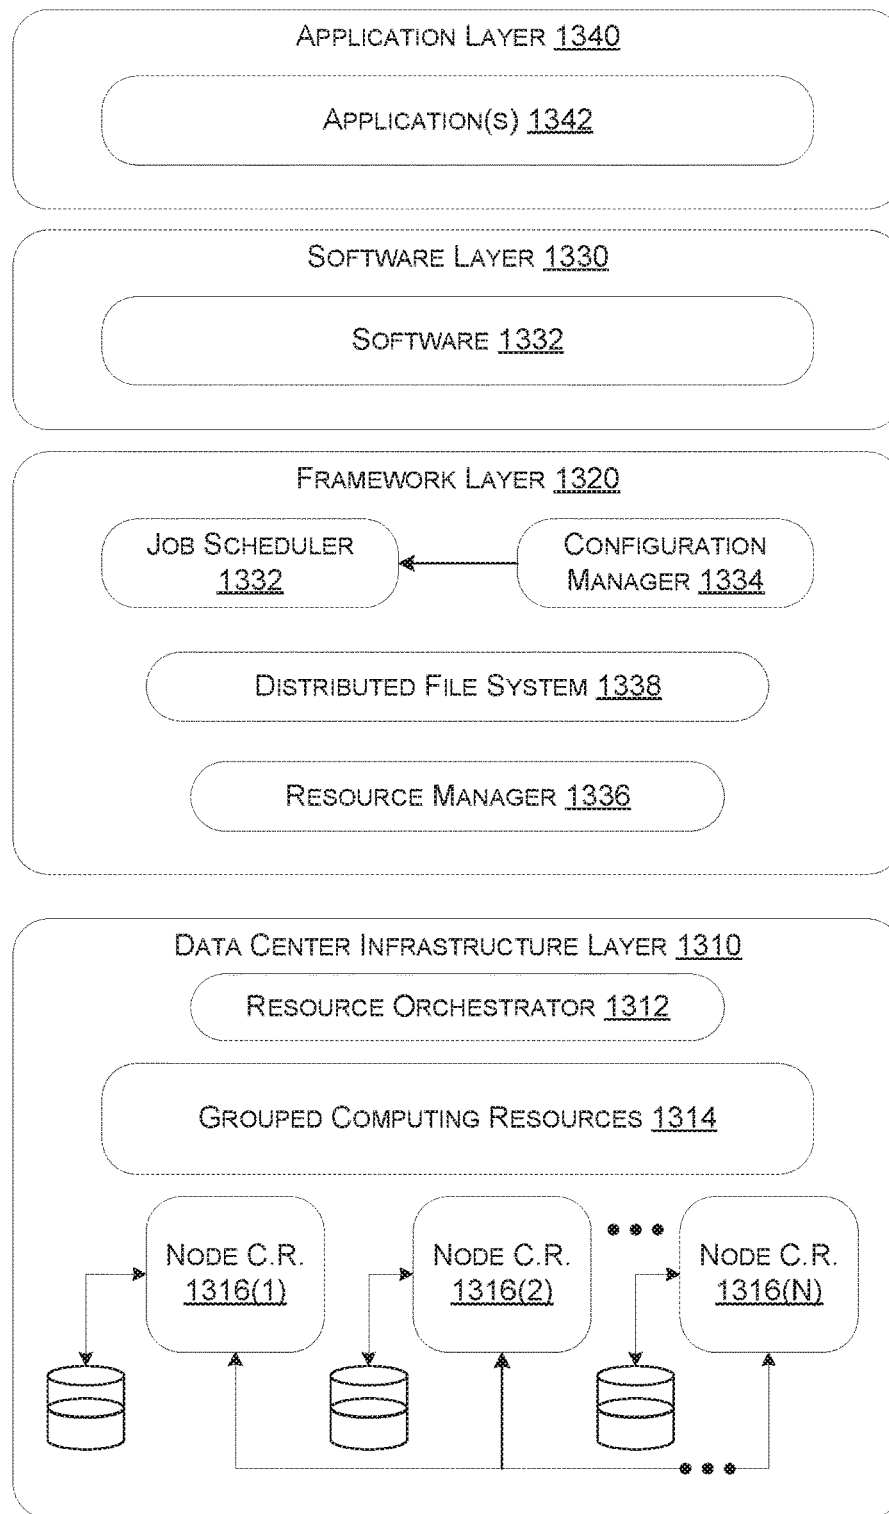 APPLICATION LAYER 1340
APPLICATION(S) 1342
SOFTWARE LAYER 1330
SOFTWARE 1332
FRAMEWORK LAYER 1320
JOB SCHEDULER
1332
CONFIGURATION
MANAGER 1334
DISTRIBUTED FILE SYSTEM 1338
RESOURCE MANAGER 1336
DATA CENTER INFRASTRUCTURE LAYER 1310
RESOURCE ORCHESTRATOR 1312
GROUPED COMPUTING RESOURCES 1314
NODE C.R.
1316(1)
NODE C.R.
1316(2)
NODE C.R.
1316(N)